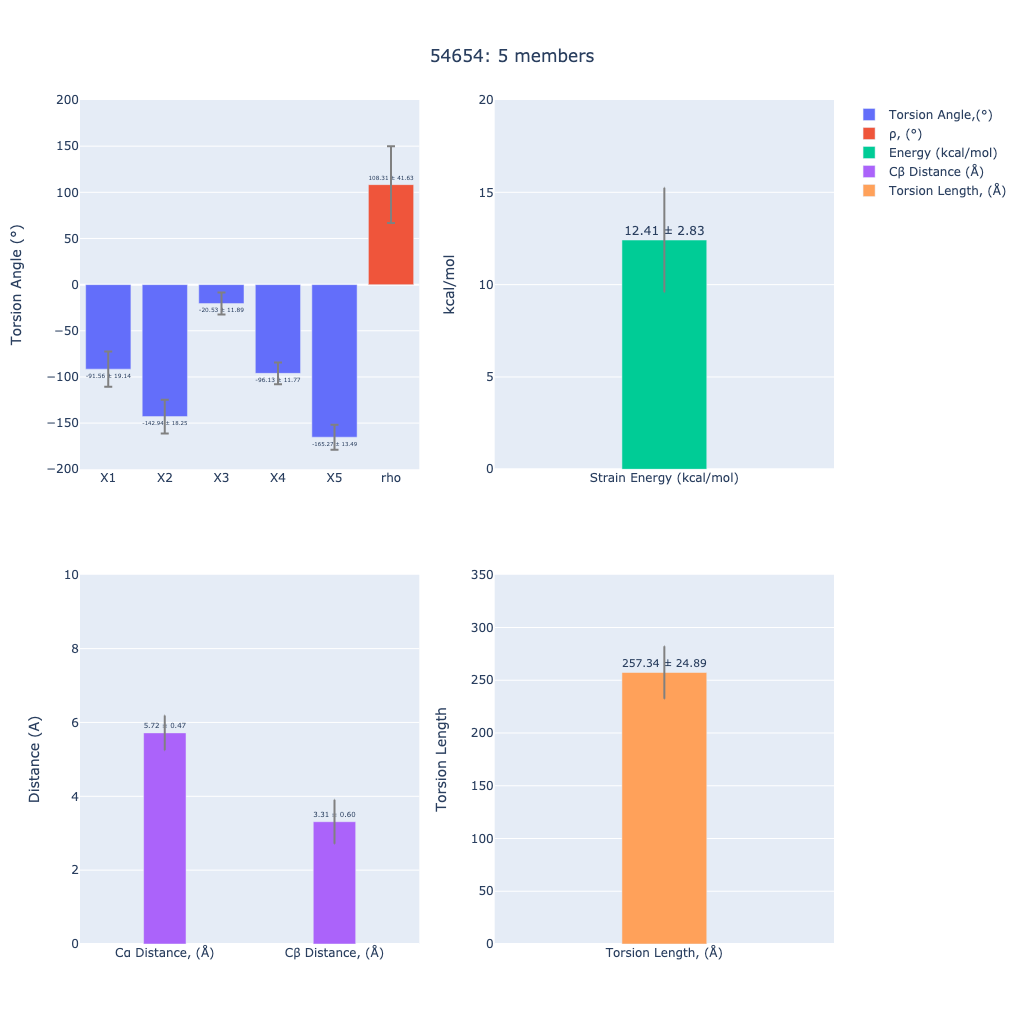 54654: 5 members
Torsion Angle (°)
200
150
100
50
0
−50
−100
−150
−200
108.31 ± 41.63
-91.56 ± 19.14
-142.94 ± 18.25
-20.53 ± 11.89
-96.13 ± 11.77
-165.27 ± 13.49
X1 X2 X3 X4 X5 rho
kcal/mol
20
15
10
5
0
12.41 ± 2.83
Strain Energy (kcal/mol)
Torsion Angle,(°)
ρ, (°)
Energy (kcal/mol)
Cβ Distance (Å)
Torsion Length, (Å)
Distance (A)
10
8
6
4
2
0
5.72 ± 0.47
3.31 ± 0.60
Cα Distance, (Å) Cβ Distance, (Å)
Torsion Length
350
300
250
200
150
100
50
0
257.34 ± 24.89
Torsion Length, (Å)